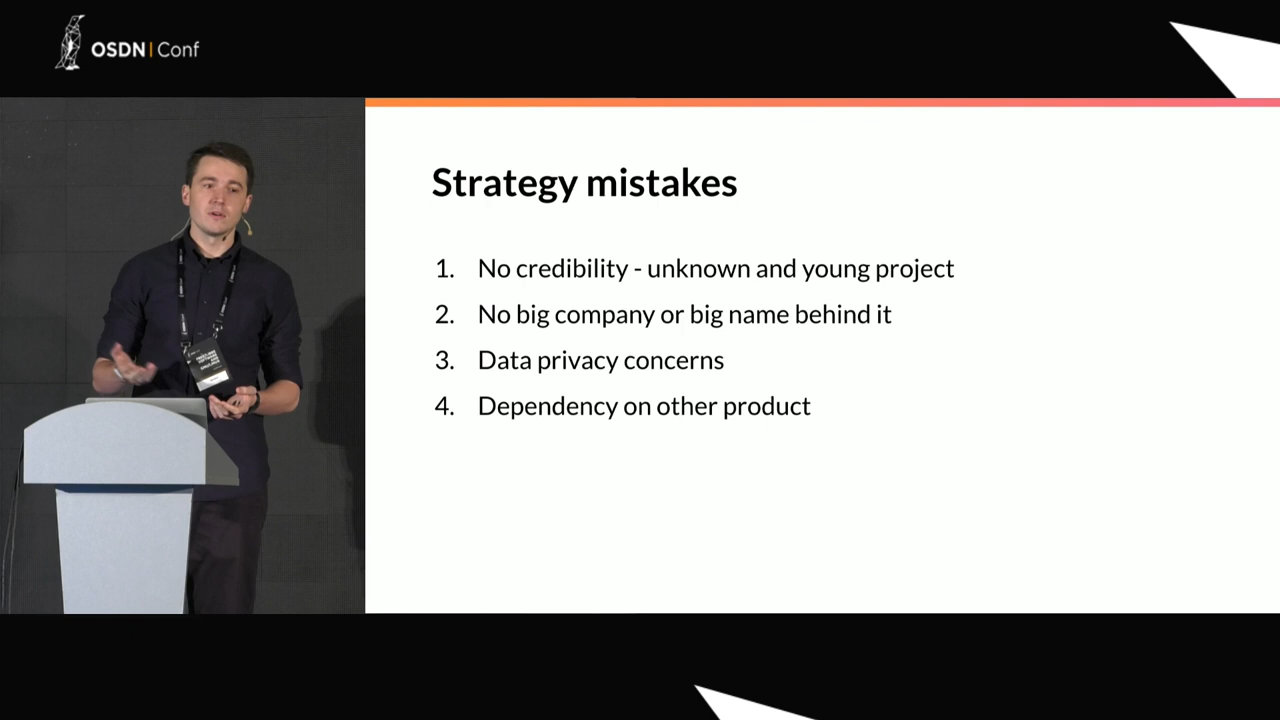 OSDN | Conf
Strategy mistakes
1. No credibility - unknown and young project
2. No big company or big name behind it
3. Data privacy concerns
4. Dependency on other product